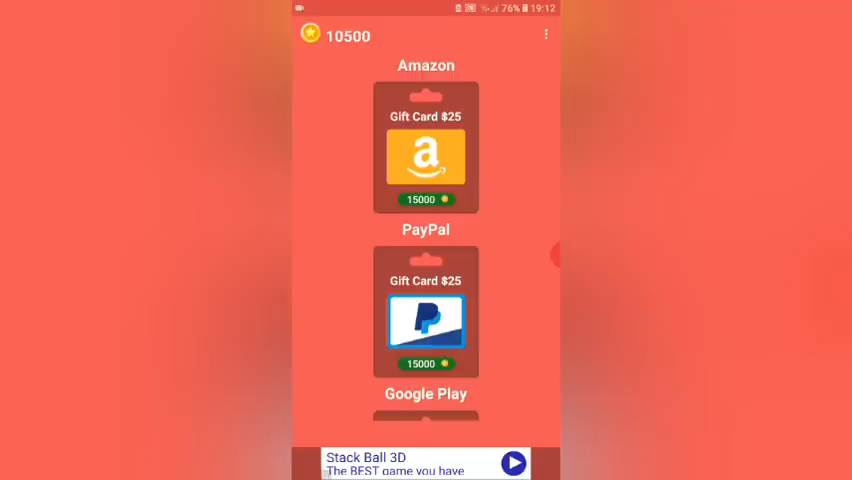 76% 19:12
10500
Amazon
Gift Card $25
a
15000
PayPal
Gift Card $25
P
15000
Google Play
Stack Ball 3D
The BEST game you have